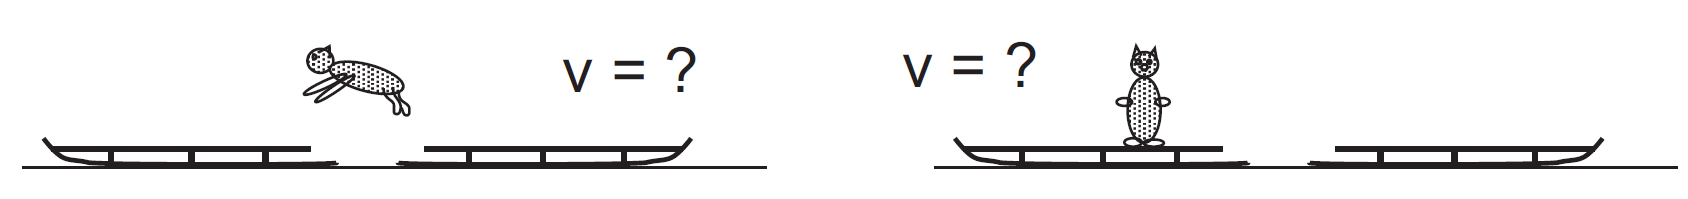 v = ?
v = ?